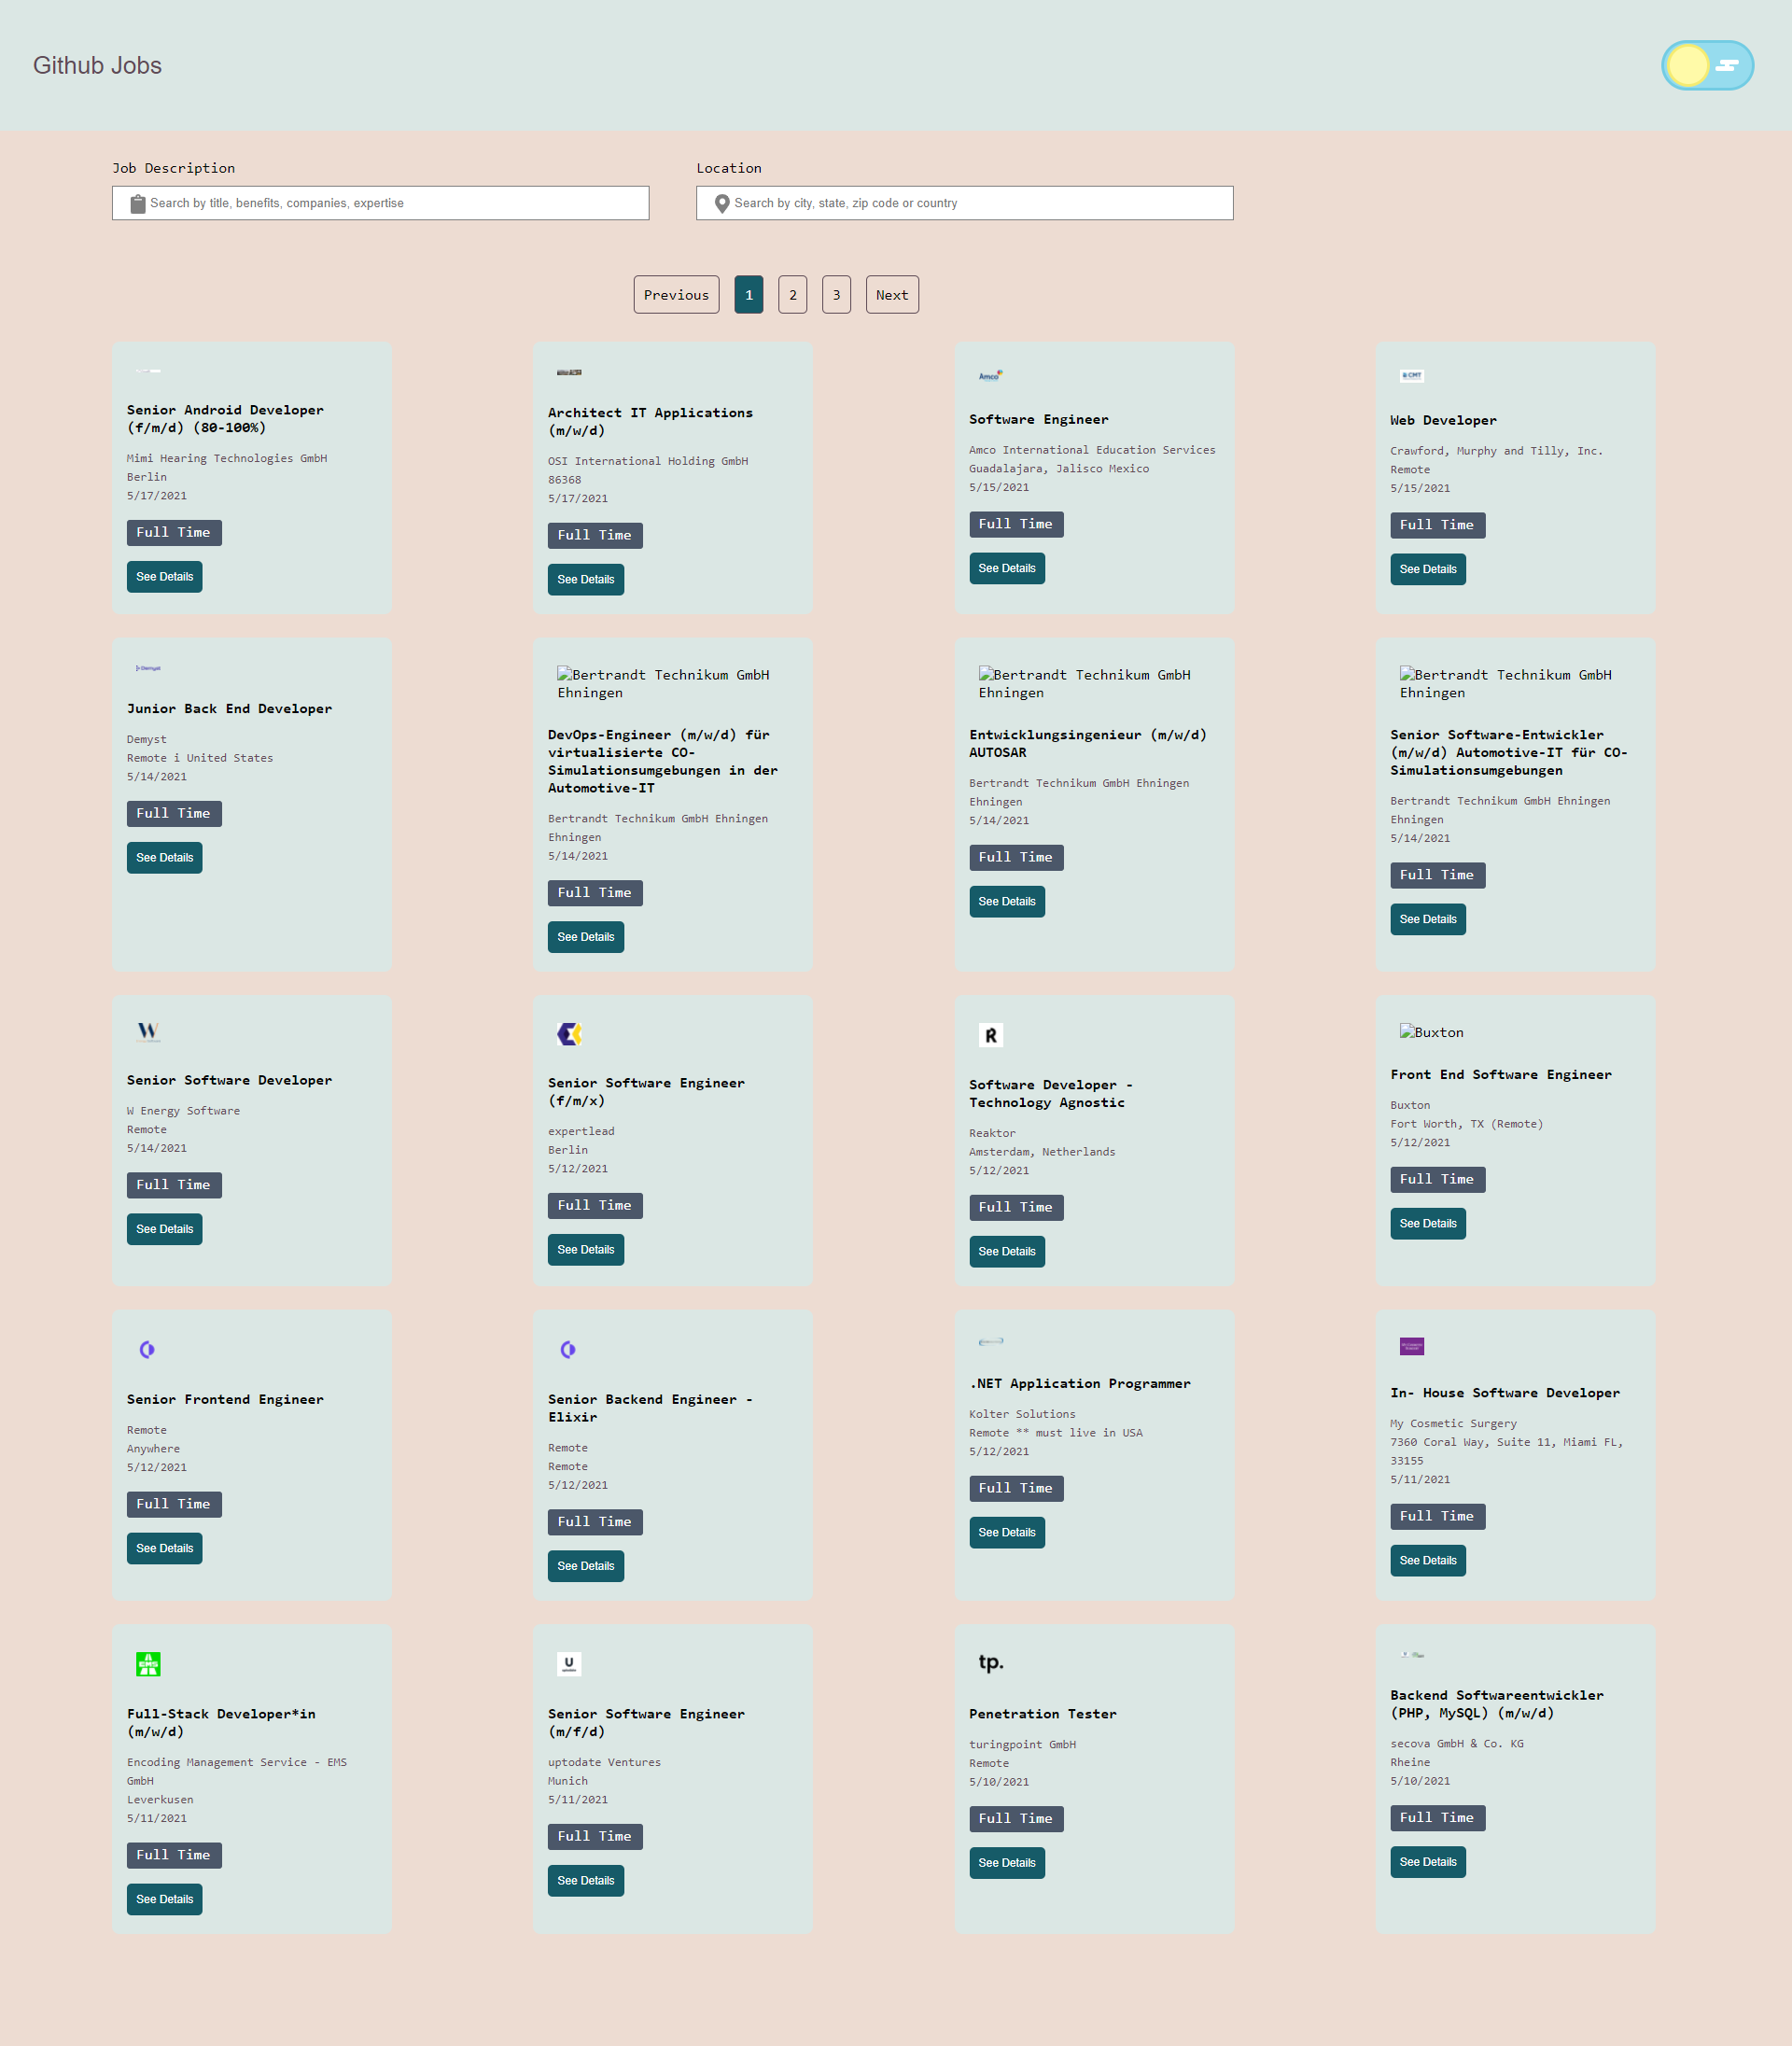 Github Jobs
Job Description
Location
Search by title, benefits, companies, expertise
Search by city, state, zip code or country
Previous
1
2
3
Next
Senior Android Developer
(f/m/d) (80-100%)
Mimi Hearing Technologies GmbH
Berlin
5/17/2021
Full Time
See Details
Architect IT Applications
(m/w/d)
OSI International Holding GmbH
86368
5/17/2021
Full Time
See Details
Amco
Software Engineer
Amco International Education Services
Guadalajara, Jalisco Mexico
5/15/2021
Full Time
See Details
CMT
Web Developer
Crawford, Murphy and Tilly, Inc.
Remote
5/15/2021
Full Time
See Details
Demyst
Junior Back End Developer
Demyst
Remote i United States
5/14/2021
Full Time
See Details
Bertrandt Technikum GmbH
Ehningen
DevOps-Engineer (m/w/d) für
virtualisierte CO-
Simulationsumgebungen in der
Automotive-IT
Bertrandt Technikum GmbH Ehningen
Ehningen
5/14/2021
Full Time
See Details
Bertrandt Technikum GmbH
Ehningen
Entwicklungsingenieur (m/w/d)
AUTOSAR
Bertrandt Technikum GmbH Ehningen
Ehningen
5/14/2021
Full Time
See Details
Bertrandt Technikum GmbH
Ehningen
Senior Software-Entwickler
(m/w/d) Automotive-IT für CO-
Simulationsumgebungen
Bertrandt Technikum GmbH Ehningen
Ehningen
5/14/2021
Full Time
See Details
W
Senior Software Developer
W Energy Software
Remote
5/14/2021
Full Time
See Details
Senior Software Engineer
(f/m/x)
expertlead
Berlin
5/12/2021
Full Time
See Details
R
Software Developer -
Technology Agnostic
Reaktor
Amsterdam, Netherlands
5/12/2021
Full Time
See Details
Buxton
Front End Software Engineer
Buxton
Fort Worth, TX (Remote)
5/12/2021
Full Time
See Details
Senior Frontend Engineer
Remote
Anywhere
5/12/2021
Full Time
See Details
Senior Backend Engineer -
Elixir
Remote
Remote
5/12/2021
Full Time
See Details
.NET Application Programmer
Kolter Solutions
Remote ** must live in USA
5/12/2021
Full Time
See Details
In- House Software Developer
My Cosmetic Surgery
7360 Coral Way, Suite 11, Miami FL,
33155
5/11/2021
Full Time
See Details
EMS
Full-Stack Developer*in
(m/w/d)
Encoding Management Service - EMS
GmbH
Leverkusen
5/11/2021
Full Time
See Details
U
Senior Software Engineer
(m/f/d)
uptodate Ventures
Munich
5/11/2021
Full Time
See Details
tp.
Penetration Tester
turingpoint GmbH
Remote
5/10/2021
Full Time
See Details
Backend Softwareentwickler
(PHP, MySQL) (m/w/d)
secova GmbH & Co. KG
Rheine
5/10/2021
Full Time
See Details